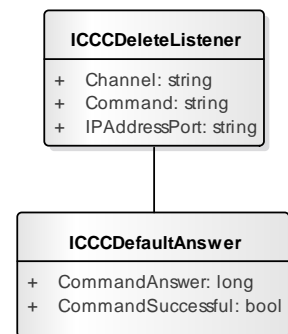 ICCCDeleteListener
+ Channel: string
+ Command: string
+ IPAddressPort: string
ICCCDefaultAnswer
+ CommandAnswer: long
+ CommandSuccessful: bool